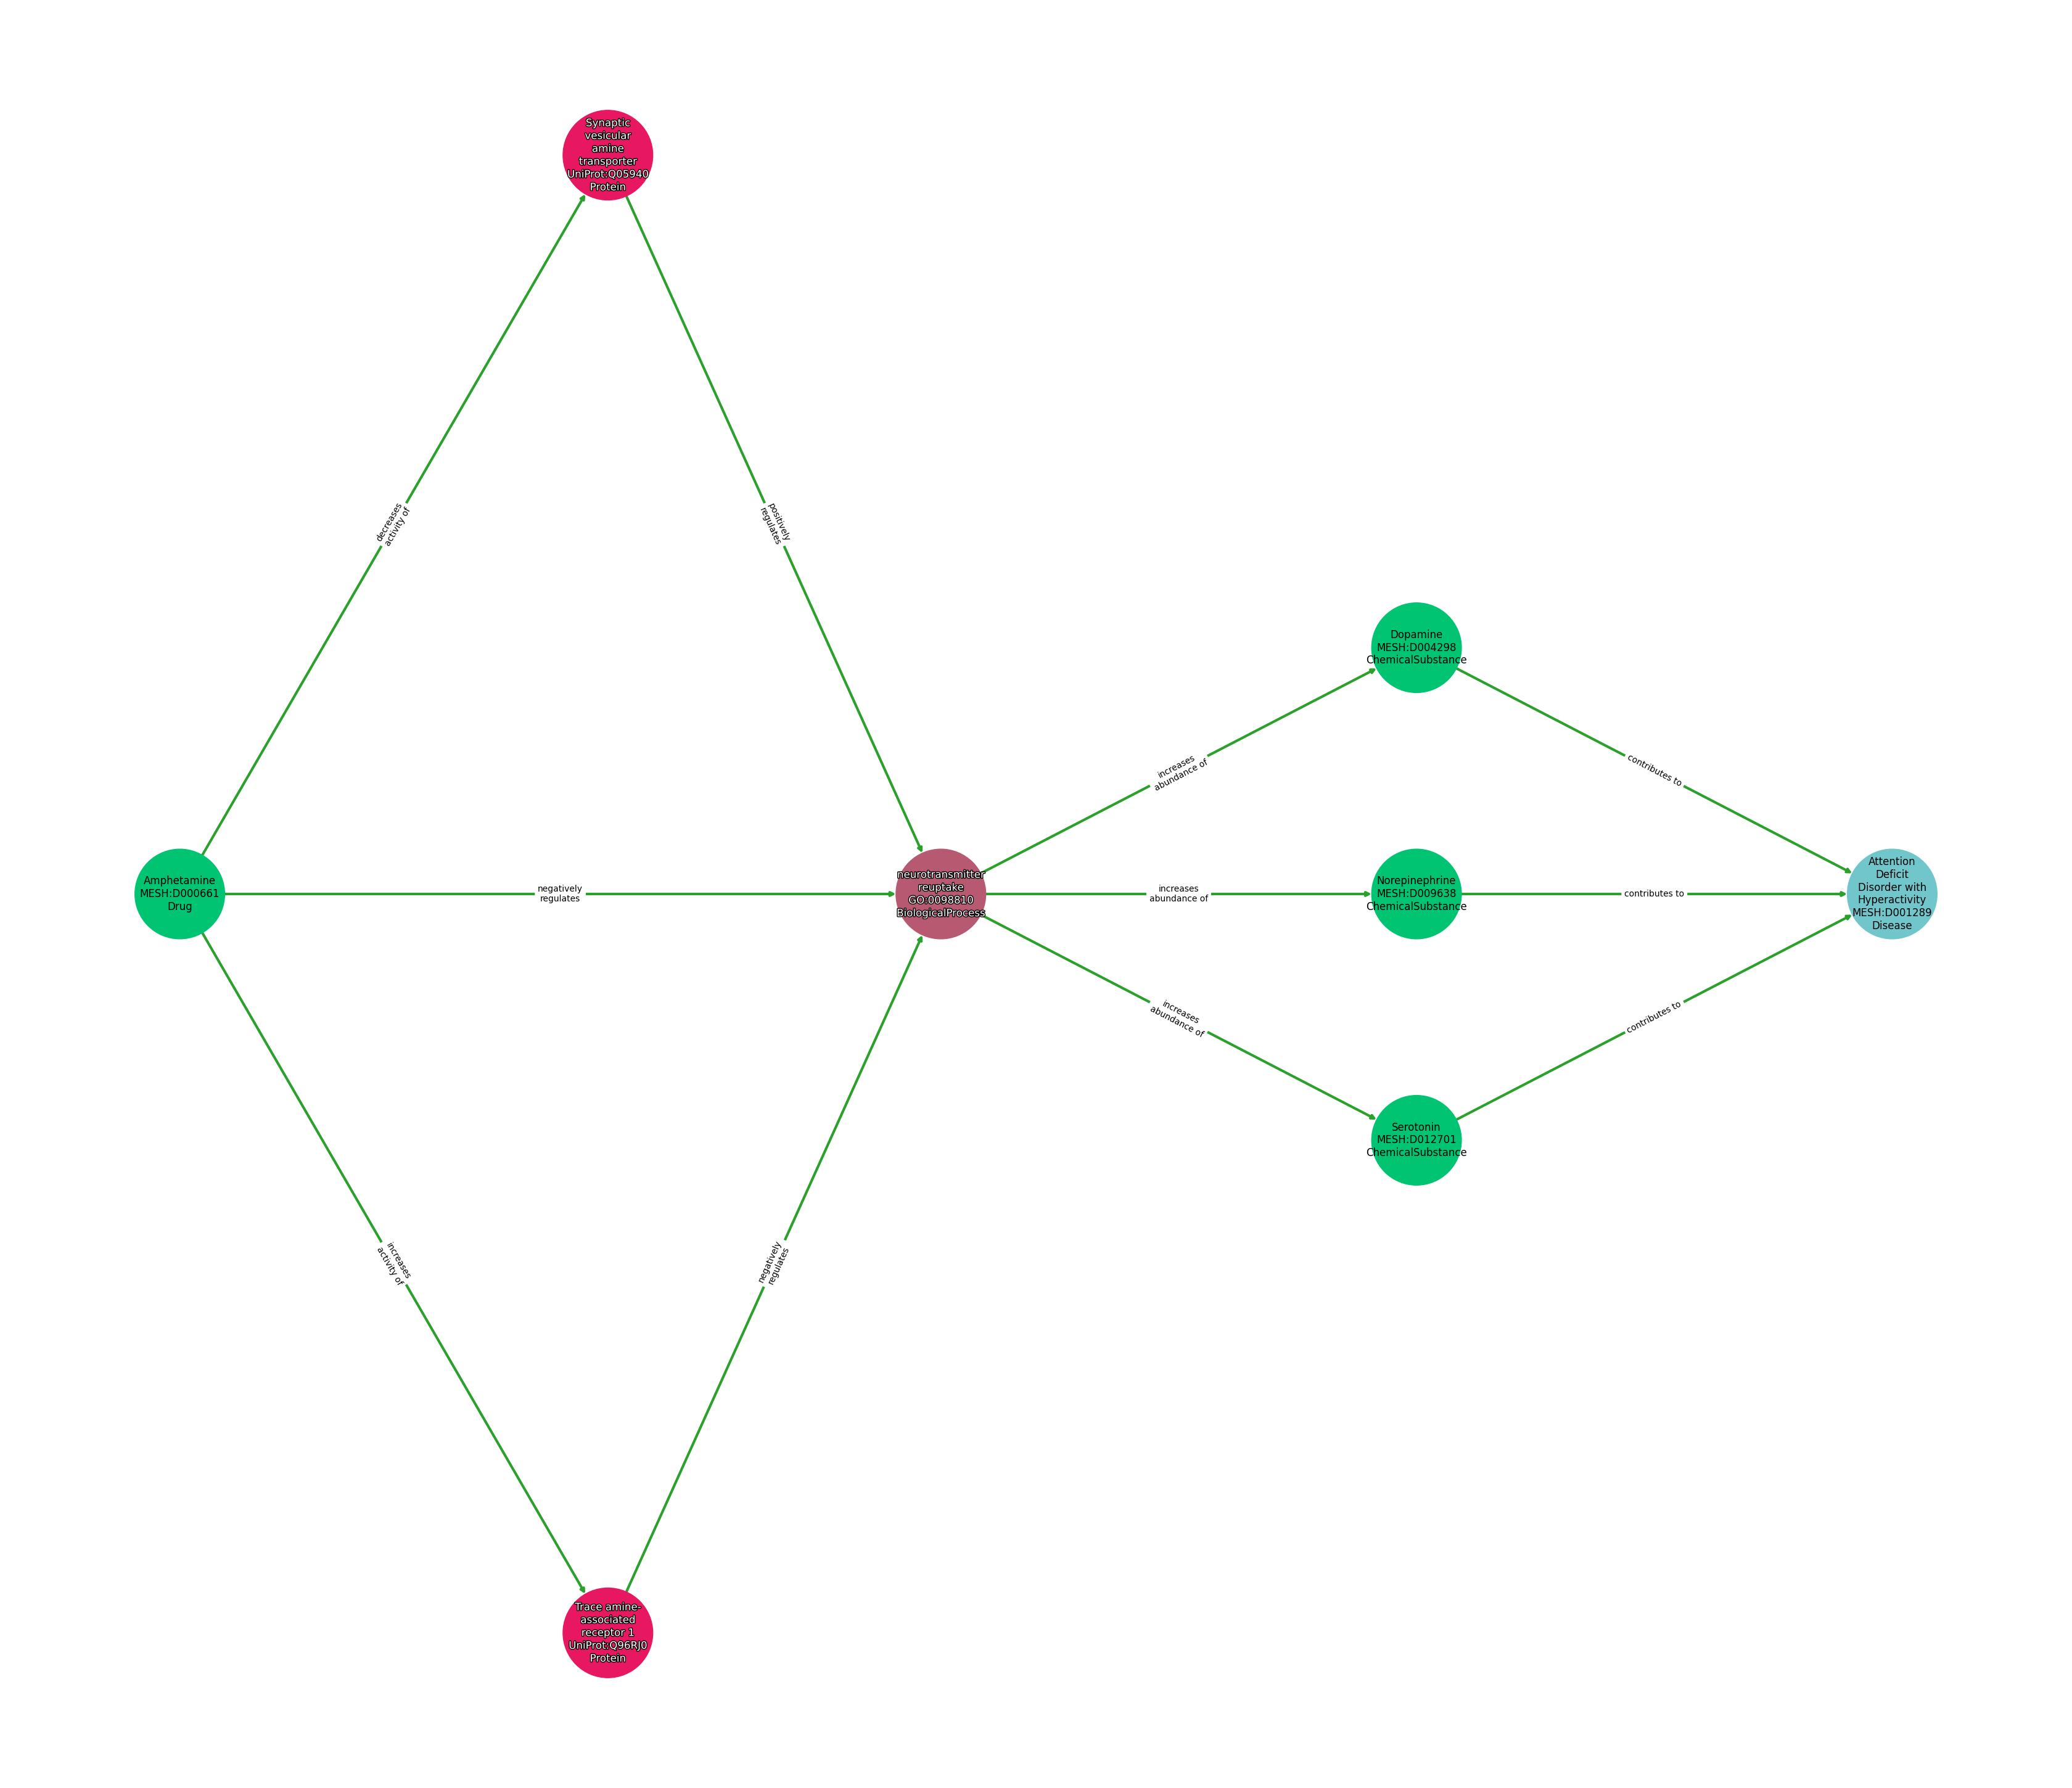 Synaptic
vesicular
amine
transporter
UniProt:Q05940
Protein
decreases
activity of
positively
regulates
Dopamine
MESH:D004298
ChemicalSubstance
increases
abundance of
contributes to
Amphetamine
MESH:D000661
Drug
negatively
regulates
neurotransmitter
reuptake
GO:0098810
BiologicalProcess
increases
abundance of
Norepinephrine
MESH:D009638
ChemicalSubstance
contributes to
Attention
Deficit
Disorder with
Hyperactivity
MESH:D001289
Disease
increases
abundance of
contributes to
Serotonin
MESH:D012701
ChemicalSubstance
increases
activity of
negatively
regulates
Trace amine-
associated
receptor 1
UniProt:Q96RJ0
Protein